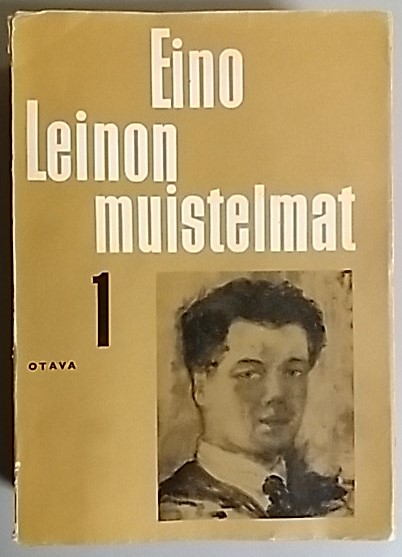 Eino
Leinon
muistelmat
1
OTAVA